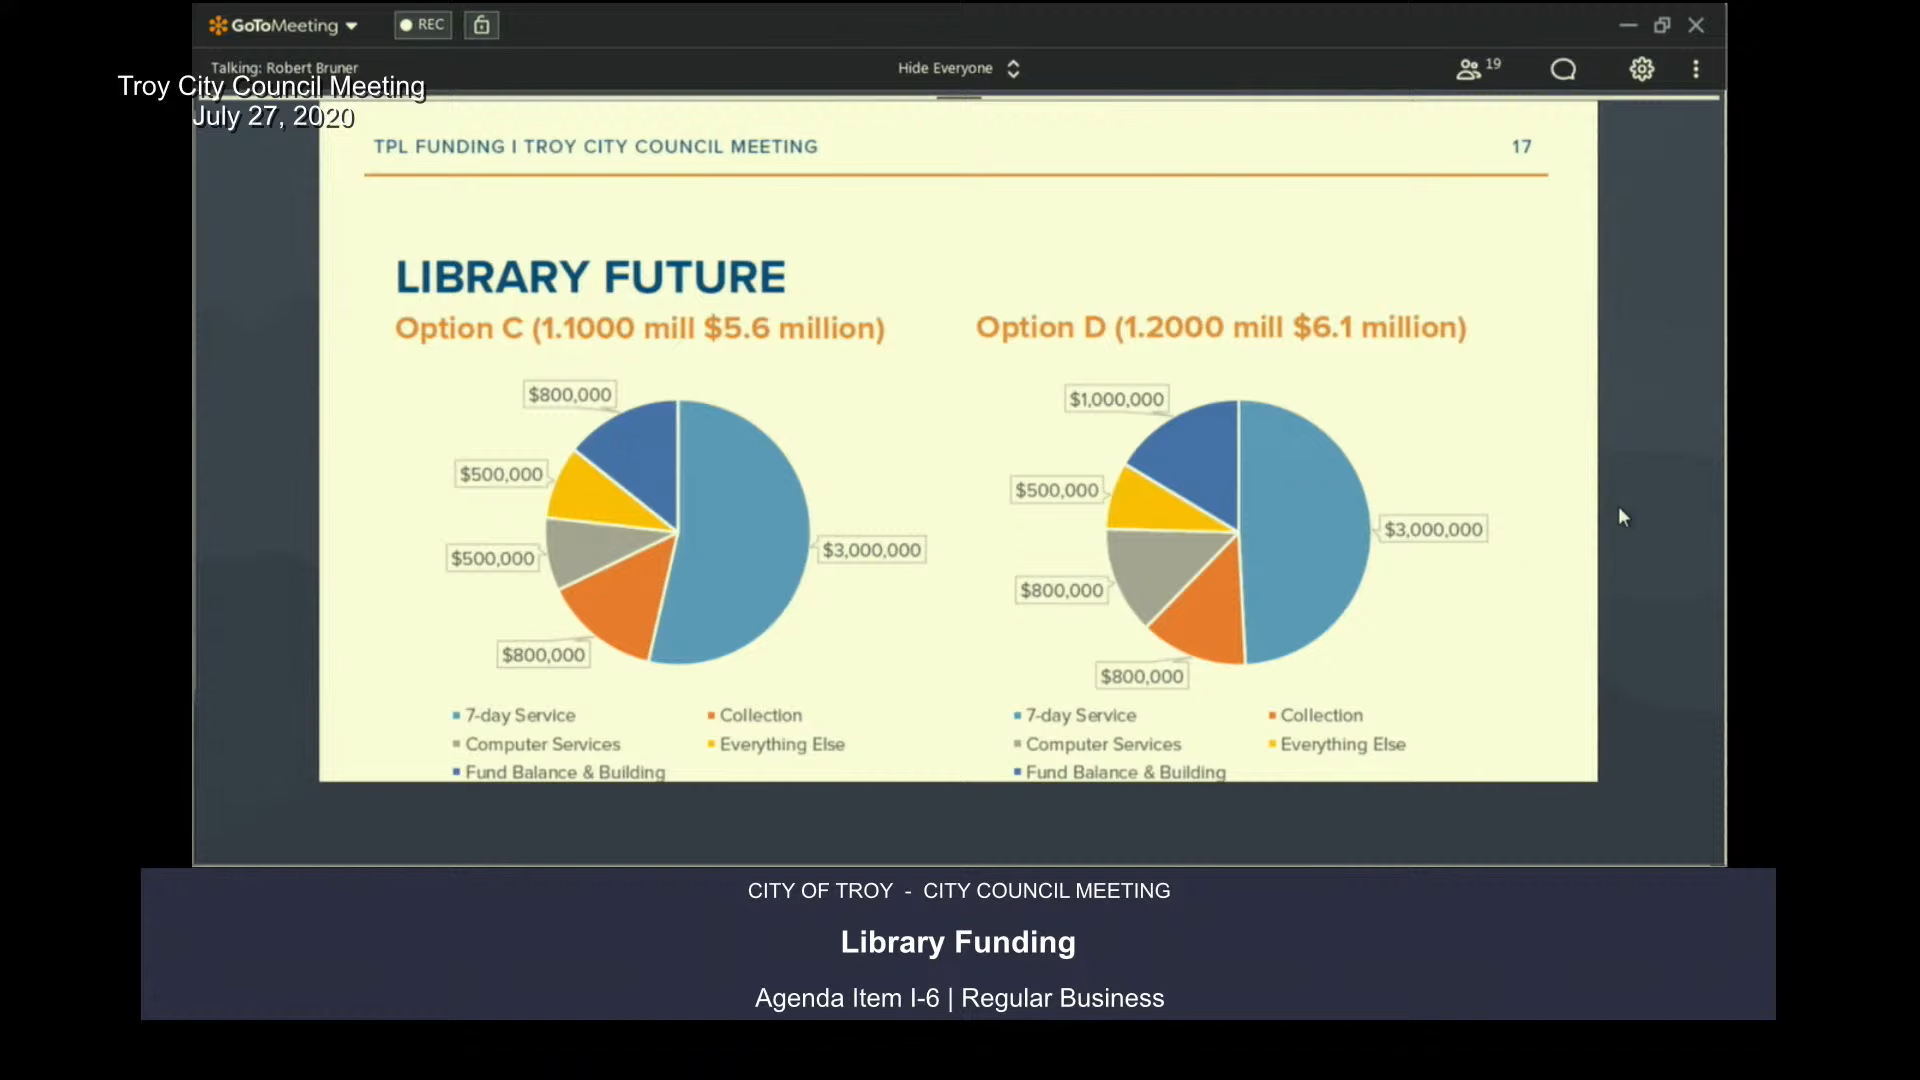 GoToMeeting
REC
Talking: Robert Bruner
Hide Everyone
19
Troy City Council Meeting
July 27, 2020
TPL FUNDING I TROY CITY COUNCIL MEETING
17
LIBRARY FUTURE
Option C (1.1000 mill $5.6 million)
$800,000
$500,000
$500,000
$800,000
$3,000,000
7-day Service
Collection
Computer Services
Everything Else
Fund Balance & Building
Option D (1.2000 mill $6.1 million)
$1,000,000
$500,000
$800,000
$800,000
$3,000,000
7-day Service
Collection
Computer Services
Everything Else
Fund Balance & Building
CITY OF TROY - CITY COUNCIL MEETING
Library Funding
Agenda Item I-6 | Regular Business